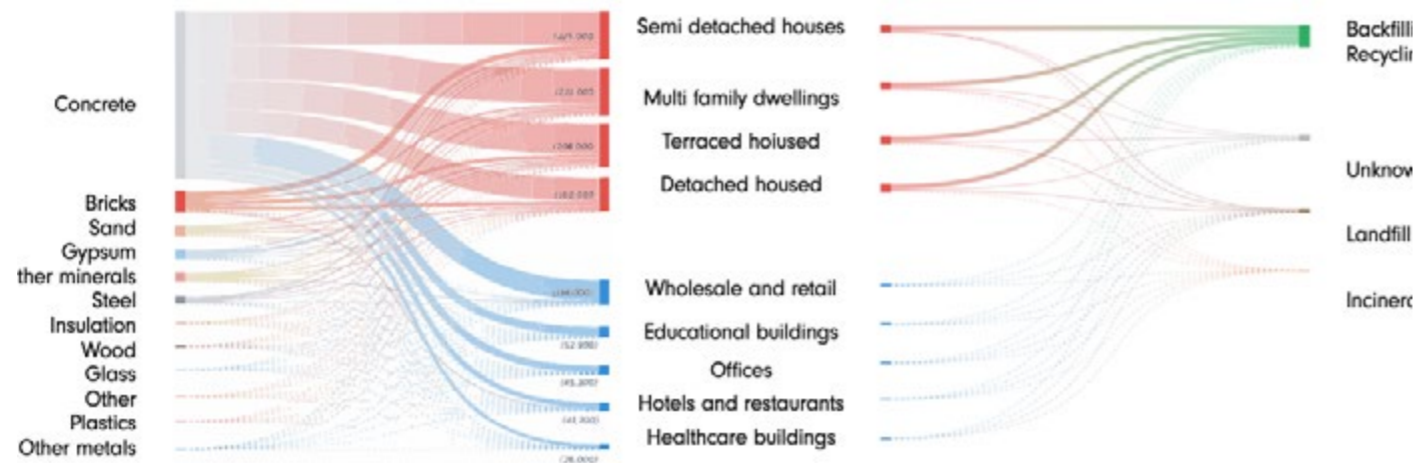 Concrete
Bricks
Sand
Gypsum
ther minerals
Steel
Insulation
Wood
Glass
Other
Plastics
Other metals
Semi detached houses
Multi family dwellings
Terraced hoiused
Detached housed
Wholesale and retail
Educational buildings
Offices
Hotels and restaurants
Healthcare buildings
Backfilli
Recyclin
Unknow
Landfill
Incinero